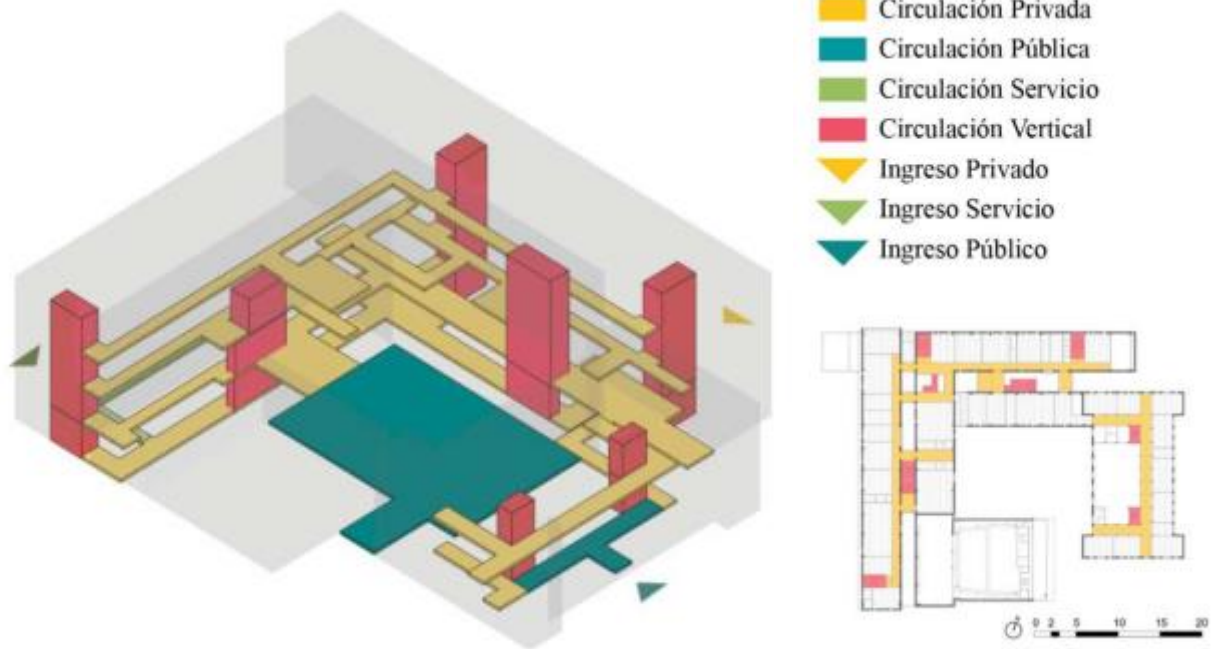 Circulación Privada
Circulación Pública
Circulación Servicio
Circulación Vertical
Ingreso Privado
Ingreso Servicio
Ingreso Público
0 2 5 10 15 20